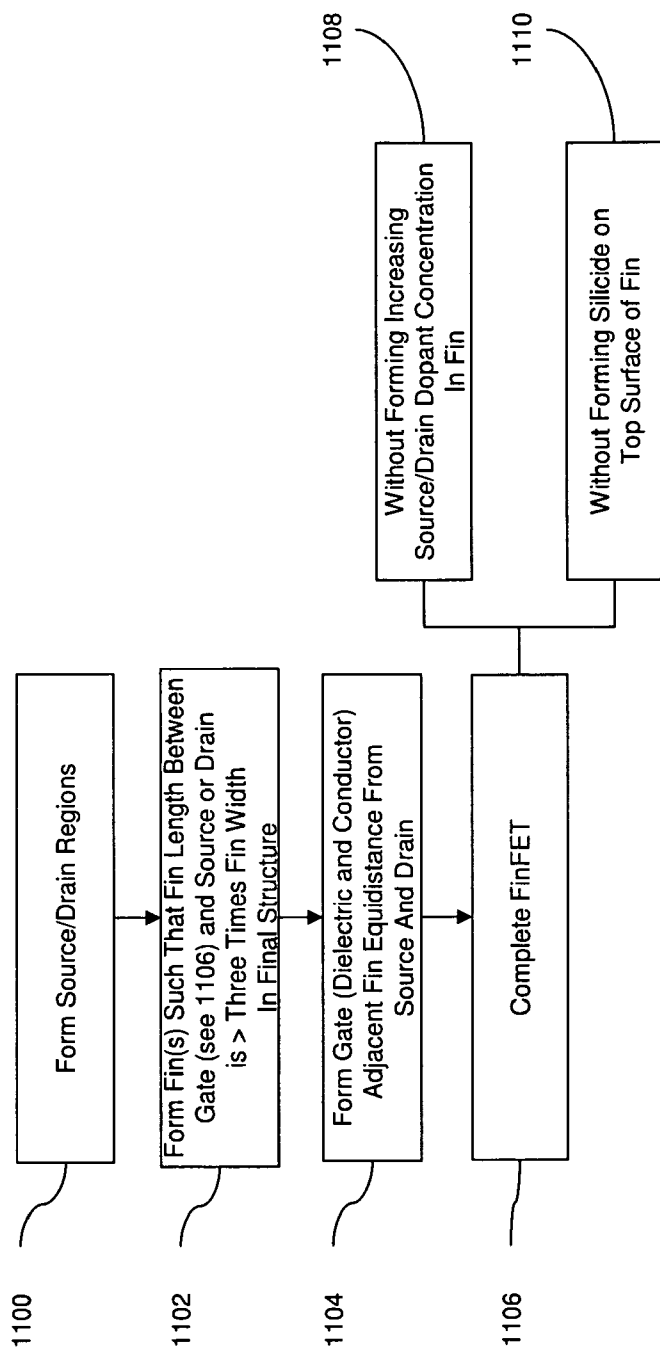 1100
Form Source/Drain Regions
1102
Form Fin(s) Such That Fin Length Between
Gate (see 1106) and Source or Drain
is > Three Times Fin Width
In Final Structure
1104
Form Gate (Dielectric and Conductor)
Adjacent Fin Equidistance From
Source And Drain
1106
Complete FinFET
Without Forming Increasing
Source/Drain Dopant Concentration
In Fin
1108
Without Forming Silicide on
Top Surface of Fin
1110